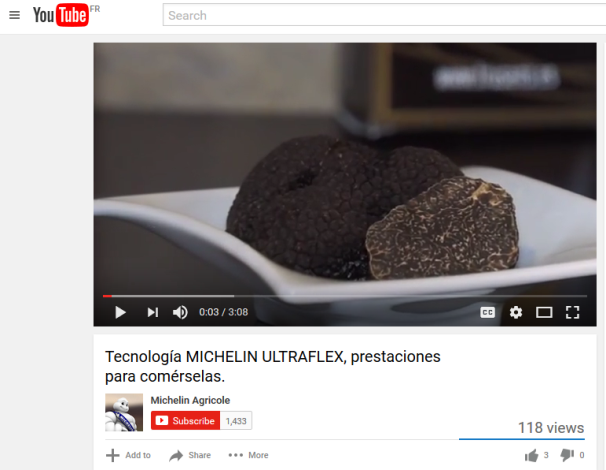 YouTube FR
Search
CC
0:03 / 3:08
Tecnología MICHELIN ULTRAFLEX, prestaciones
para comérselas.
Michelin Agricole
Subscribe 1,433
118 views
Add to Share More 3 0